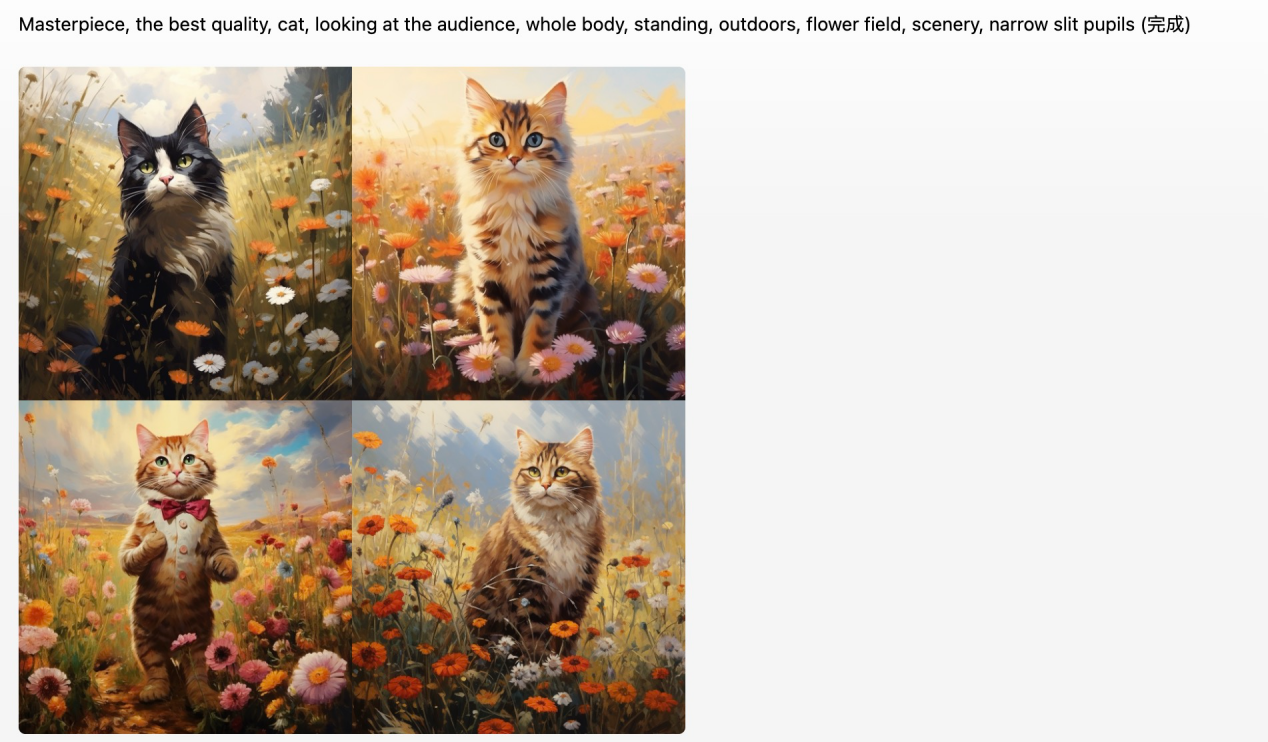 Masterpiece, the best quality, cat, looking at the audience, whole body, standing, outdoors, flower field, scenery, narrow slit pupils (完成)